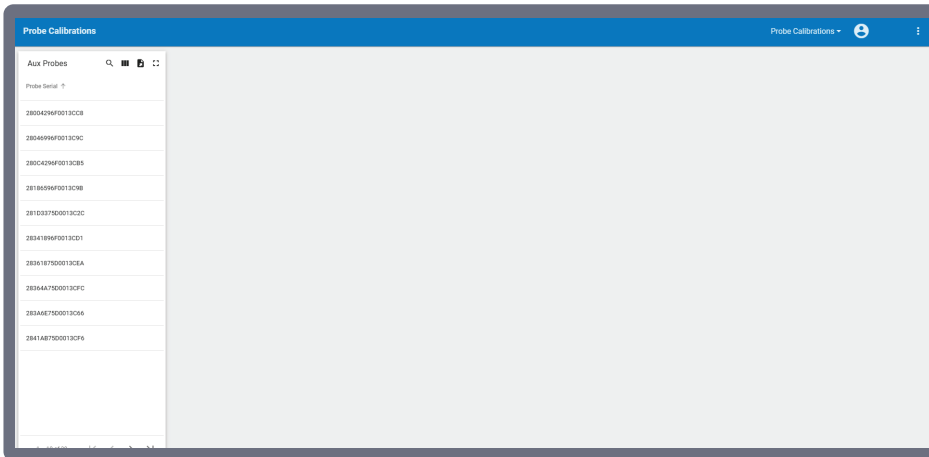 Probe Calibrations
Probe Calibrations
Aux Probes
Probe Serial
28004296F0013CC8
28046996F0013C9C
280C4296F0013CB5
28186596F0013C9B
281D3375D0013C2C
28341896F0013CD1
28361875D0013CEA
28364A75D0013CFC
283A6E75D0013C66
2841AB75D0013CF6